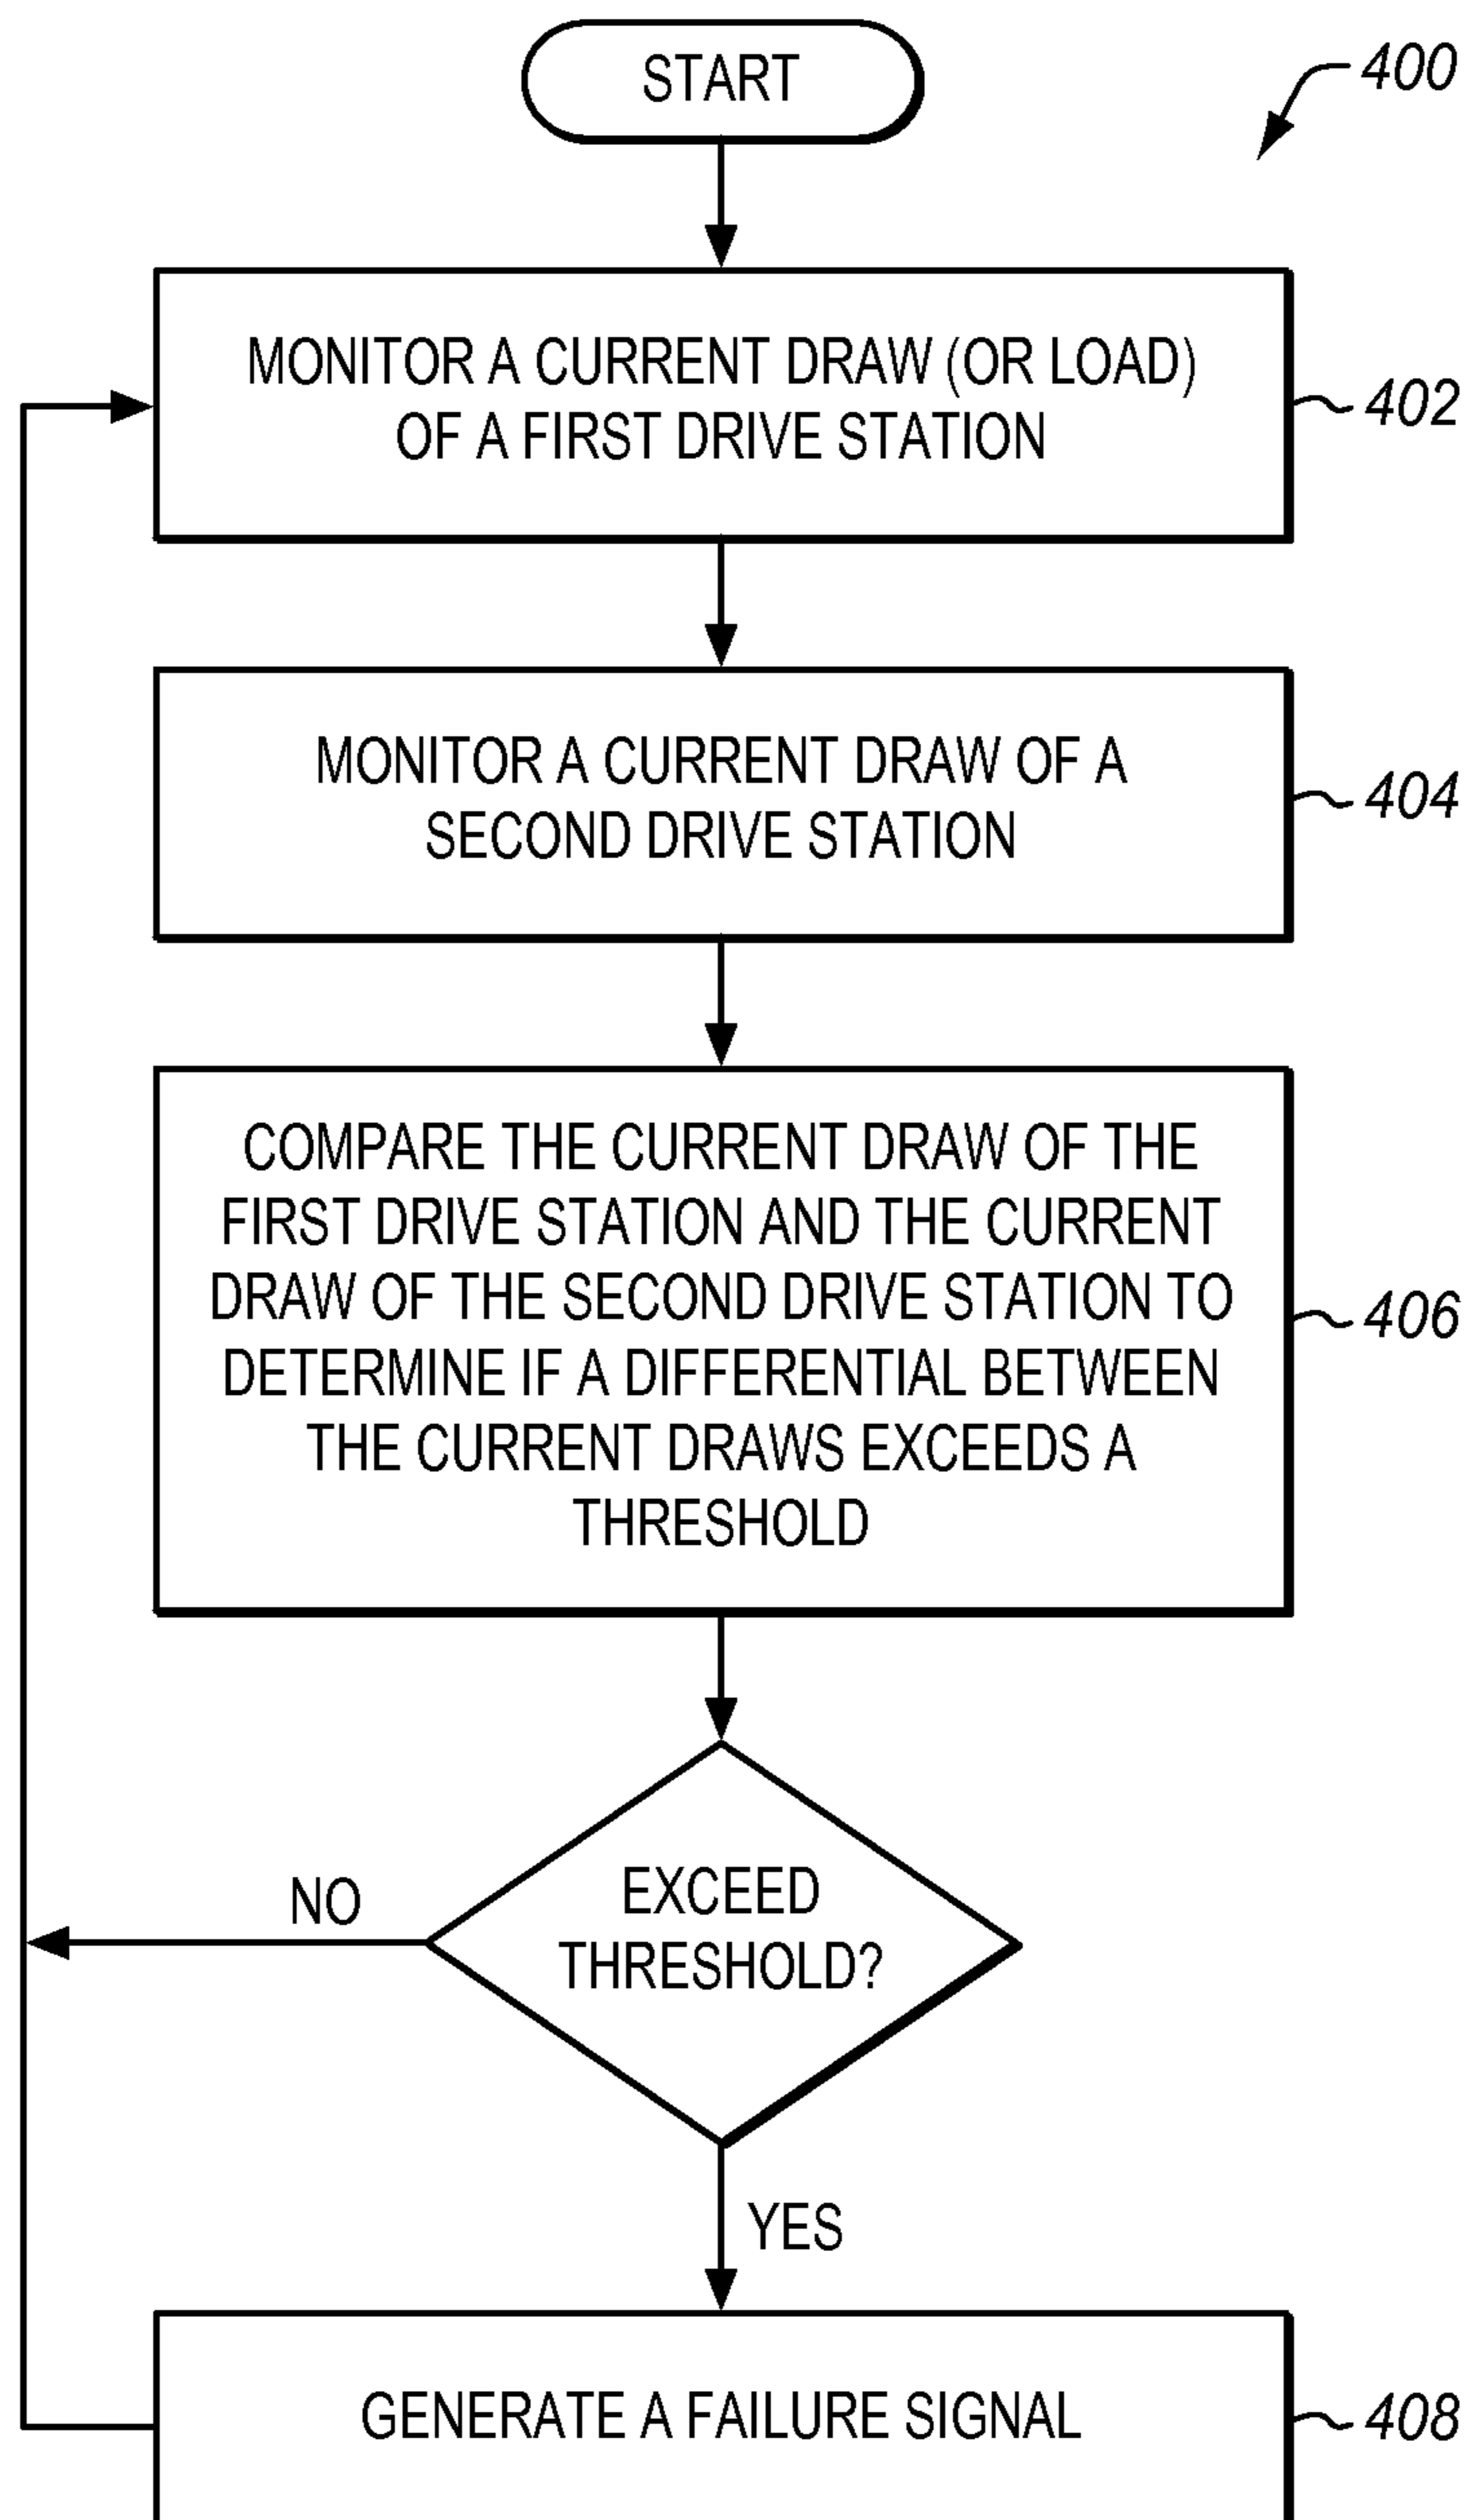 START
400
MONITOR A CURRENT DRAW (OR LOAD)
OF A FIRST DRIVE STATION
402
MONITOR A CURRENT DRAW OF A
SECOND DRIVE STATION
404
COMPARE THE CURRENT DRAW OF THE
FIRST DRIVE STATION AND THE CURRENT
DRAW OF THE SECOND DRIVE STATION TO
DETERMINE IF A DIFFERENTIAL BETWEEN
THE CURRENT DRAWS EXCEEDS A
THRESHOLD
406
EXCEED
THRESHOLD?
NO
YES
GENERATE A FAILURE SIGNAL
408